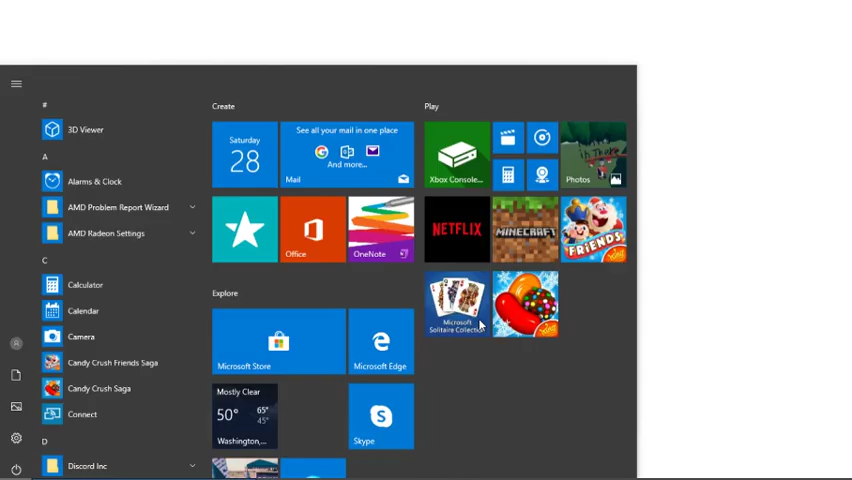 #
3D Viewer
A
Alarms & Clock
AMD Problem Report Wizard
AMD Radeon Settings
C
Calculator
Calendar
Camera
Candy Crush Friends Saga
Candy Crush Saga
Connect
D
Discord Inc
Create
Saturday
28
See all your mail in one place
And more...
Mail
Office
OneNote
Explore
Microsoft Store
Microsoft Edge
Mostly Clear
50°
65°
45°
Washington,...
Skype
Play
Xbox Console...
Photos
NETFLIX
MINECRAFT
FRIENDS
King
Microsoft
Solitaire Collection
King